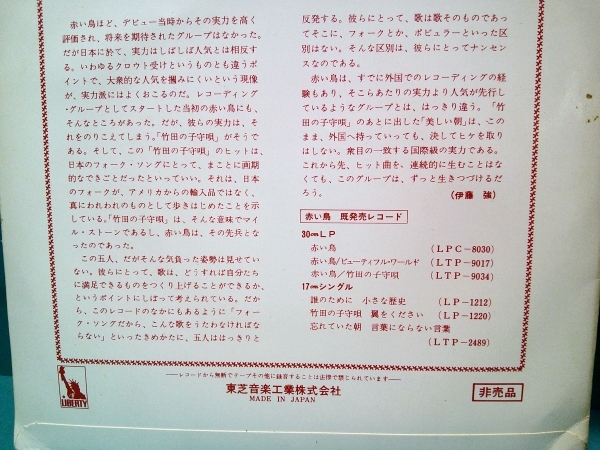 赤い鳥ほど、デビュー当時からその実力を高く
評価され、将来を期待されたグループはなかった。
だが日本に於て、実力はしばしば人気とは相反す
る。いわゆるクロウト受けというものとも違うポ
イントで、大衆的な人気を摑みにくいという現像
が、実力派にはよくおこるのだ。レコーディング
・グループとしてスタートした当初の赤い鳥にも、
そんなところがあった。だが、彼らの実力は、そ
れをのりこえてしまう。「竹田の子守唄」がそうで
ある。そして、この「竹田の子守唄」のヒットは、
日本のフォーク・ソングにとって、まことに画期
的なできごとだったといっていい。それは、日本
のフォークが、アメリカからの輸入品ではなく、
真にわれわれのものとして歩きはじめたことを示
している。「竹田の子守唄」は、そんな意味でマイ
ル・ストーンであるし、赤い鳥は、その先兵とな
ったのであった。
この五人、だがそんな気負った姿勢は見せてい
ない。彼らにとって、歌は、どうすれば自分たち
に満足できるものをつくり上げることができるか、
というポイントにしぼって考えられている。だか
ら、このレコードのなかにもあるように「フォー
ク・ソングだから、こんな歌をうたわなければな
らない」といったきめかたに、五人ははっきりと
反発する。彼らにとって、歌は歌そのものであっ
てそこに、フォークとか、ポピュラーといった区
別はない。そんな区別は、彼らにとってナンセン
スなのである。
赤い鳥は、すでに外国でのレコーディングの経
験もあり、そこらあたりの実力より人気が先行し
ているようなグループとは、はっきり違う。「竹
田の子守唄」のあとに出した「美しい朝」は、この
まま、外国へ持っていっても、決してヒケを取り
はしない。衆目の一致する国際級の実力である。
これから先、ヒット曲を、連続的に生むことはな
くても、このグループは、ずっと生きつづけるだ
ろう。
(伊藤 強)
赤い鳥 既発売レコード
30cmLP
赤い鳥 (LPC-8030)
赤い鳥/ビューティフル・ワールド (LTP-9017)
赤い鳥/竹田の子守唄 (LTP-9034)
17cmシングル
誰のために 小さな歴史 (LP-1212)
竹田の子守唄 翼をください (LP-1220)
忘れていた朝 言葉にならない言葉
(LTP-2489)
LIBERTY
——レコードから無断でテープその他に録音することは法律で禁じられています——
東芝音楽工業株式会社
MADE IN JAPAN
非売品